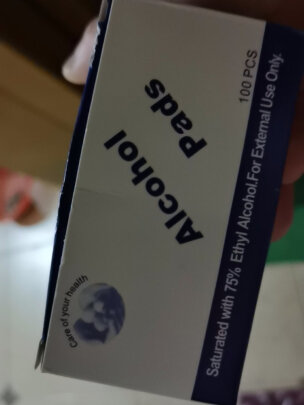 100 PCS
Alcohol
Pads
Care of your health
Saturated with 75% Ethyl Alcohol.For External Use Only.